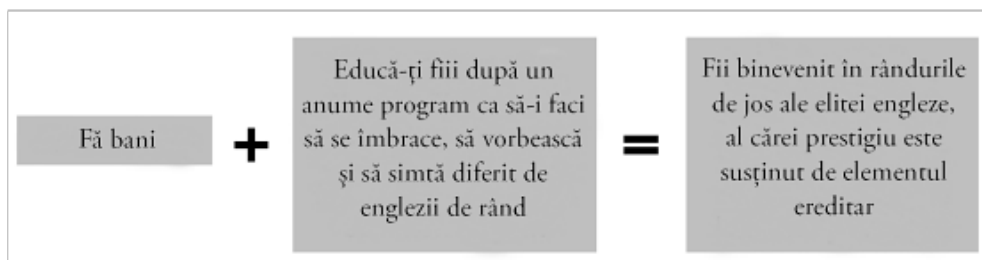 Fă bani
+
Educă-ți fiii după un
anume program ca să-i faci
să se îmbrace, să vorbească
şi să simtă diferit de
englezii de rând
=
Fii binevenit în rândurile
de jos ale elitei engleze,
al cărei prestigiu este
susținut de elementul
ereditar